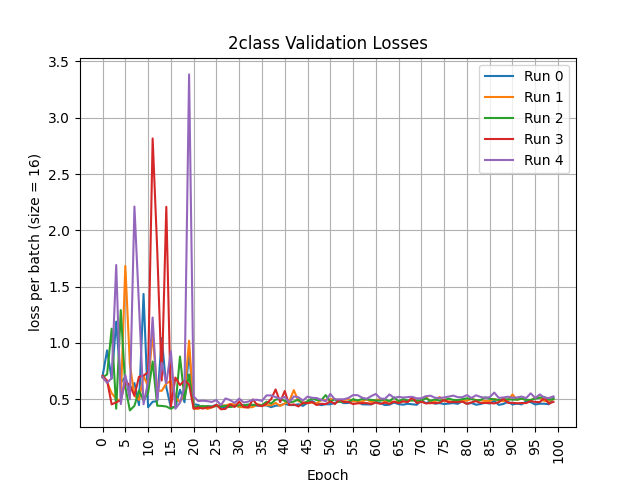 2class Validation Losses
3.5
3.0
2.5
2.0
1.5
1.0
0.5
loss per batch (size = 16)
Run 0
Run 1
Run 2
Run 3
Run 4
0 5 10 15 20 25 30 35 40 45 50 55 60 65 70 75 80 85 90 95 100
Epoch